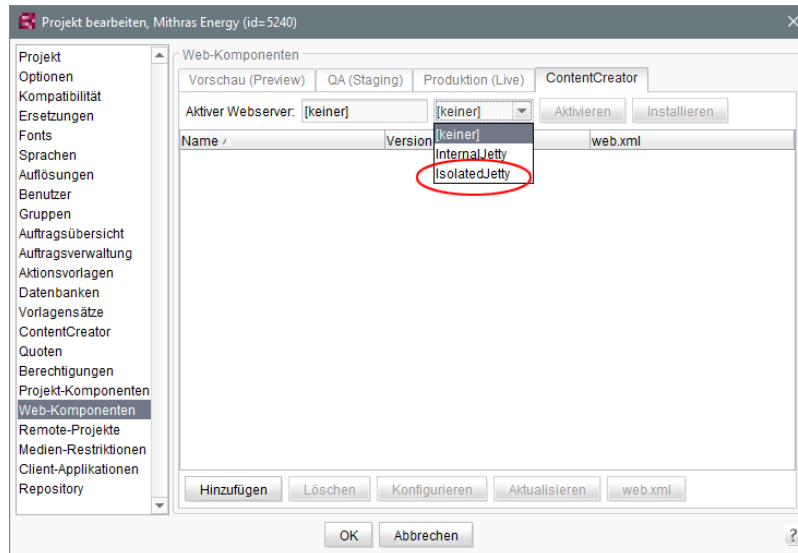 Projekt bearbeiten, Mithras Energy (id=5240)
Projekt
Optionen
Kompatibilität
Ersetzungen
Fonts
Sprachen
Auflösungen
Benutzer
Gruppen
Auftragsübersicht
Auftragsverwaltung
Aktionsvorlagen
Datenbanken
Vorlagensätze
ContentCreator
Quoten
Berechtigungen
Projekt-Komponenten
Web-Komponenten
Remote-Projekte
Medien-Restriktionen
Client-Applikationen
Repository
Web-Komponenten
Vorschau (Preview) QA (Staging) Produktion (Live) ContentCreator
Aktiver Webserver: [keiner] [keiner] Aktivieren Installieren
Name Version web.xml
[keiner]
InternalJetty
IsolatedJetty
Hinzufügen Löschen Konfigurieren Aktualisieren web.xml
OK Abbrechen ?